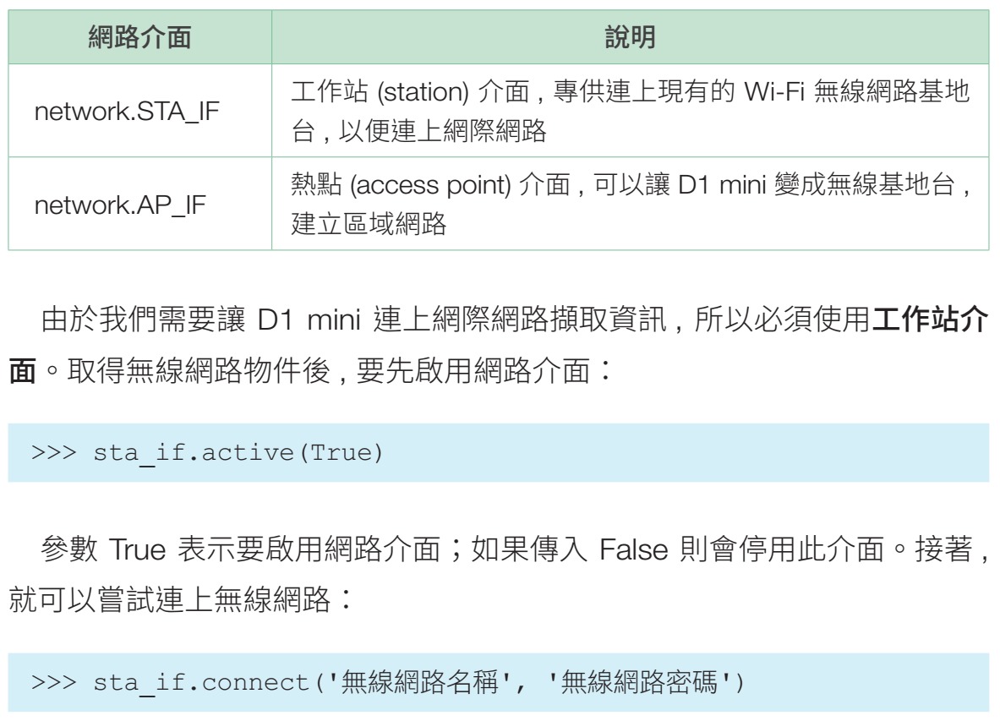 網路介面 說明
network.STA_IF
工作站 (station) 介面 , 專供連上現有的 Wi-Fi 無線網路基地
台 , 以便連上網際網路
network.AP_IF
熱點 (access point) 介面 , 可以讓 D1 mini 變成無線基地台 ,
建立區域網路
由於我們需要讓 D1 mini 連上網際網路擷取資訊 , 所以必須使用工作站介
面。取得無線網路物件後 , 要先啟用網路介面：
>>> sta_if.active(True)
參數 True 表示要啟用網路介面；如果傳入 False 則會停用此介面。接著 ,
就可以嘗試連上無線網路：
>>> sta_if.connect('無線網路名稱', '無線網路密碼')